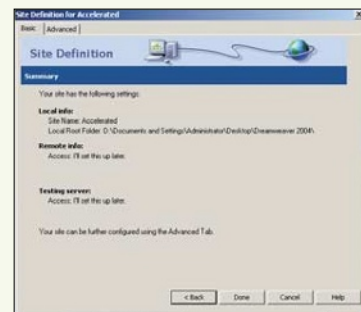 Site Definition for Accelerated
Basic Advanced
Site Definition
Summary
Your site has the following settings:
Local info:
Site Name: Accelerated
Local Root Folder: D:\Documents and Settings\Administrator\Desktop\Dreamweaver 2004\
Remote info:
Access: I'll set this up later.
Testing server:
Access: I'll set this up later.
Your site can be further configured using the Advanced Tab.
< Back Done Cancel Help